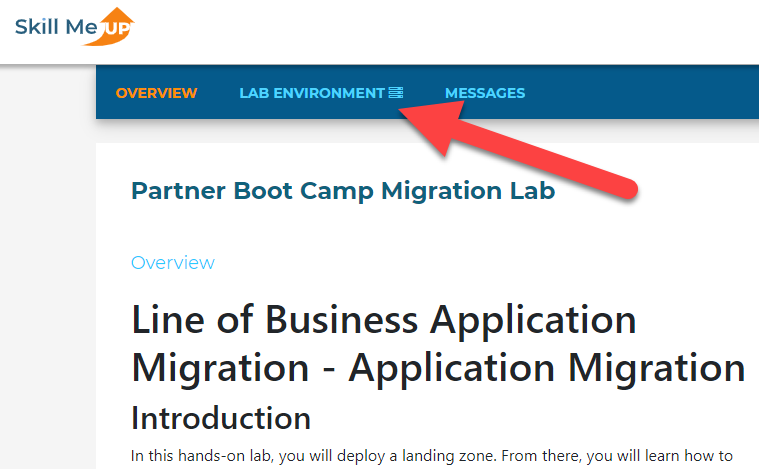 Skill Me UP
OVERVIEW
LAB ENVIRONMENT
MESSAGES
Partner Boot Camp Migration Lab
Overview
Line of Business Application
Migration - Application Migration
Introduction
In this hands-on lab, you will deploy a landing zone. From there, you will learn how to